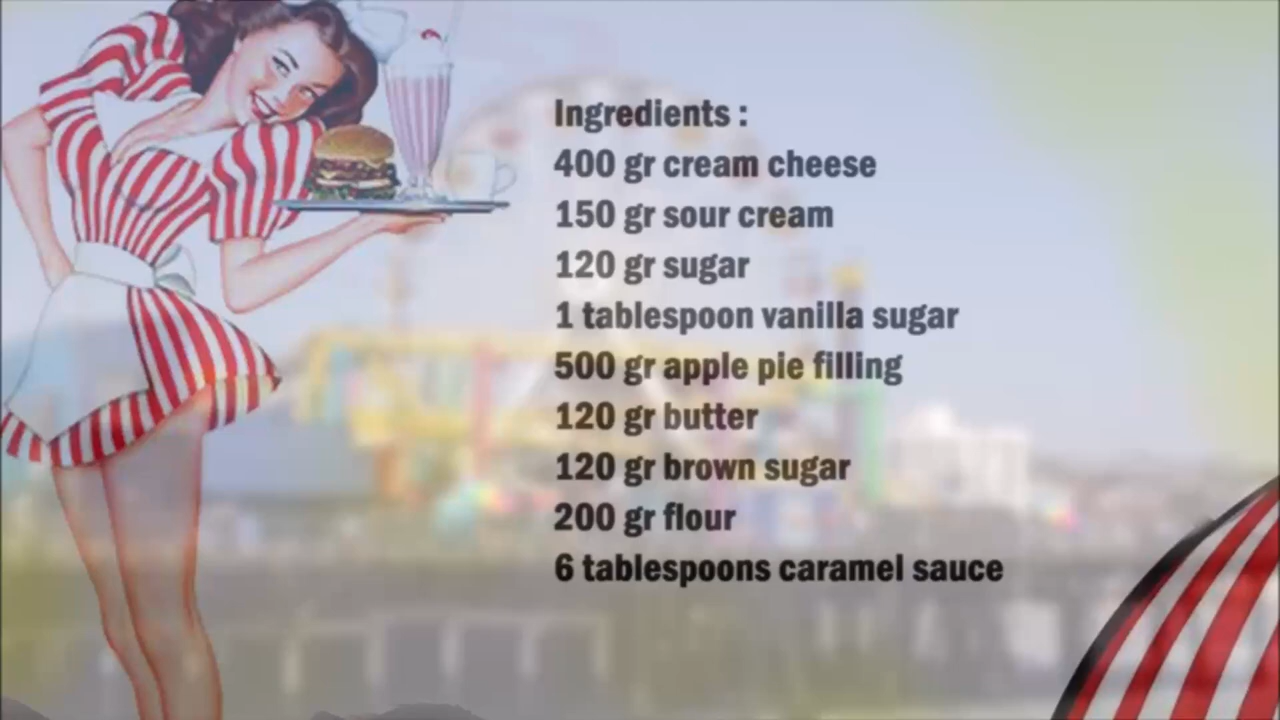 Ingredients :
400 gr cream cheese
150 gr sour cream
120 gr sugar
1 tablespoon vanilla sugar
500 gr apple pie filling
120 gr butter
120 gr brown sugar
200 gr flour
6 tablespoons caramel sauce